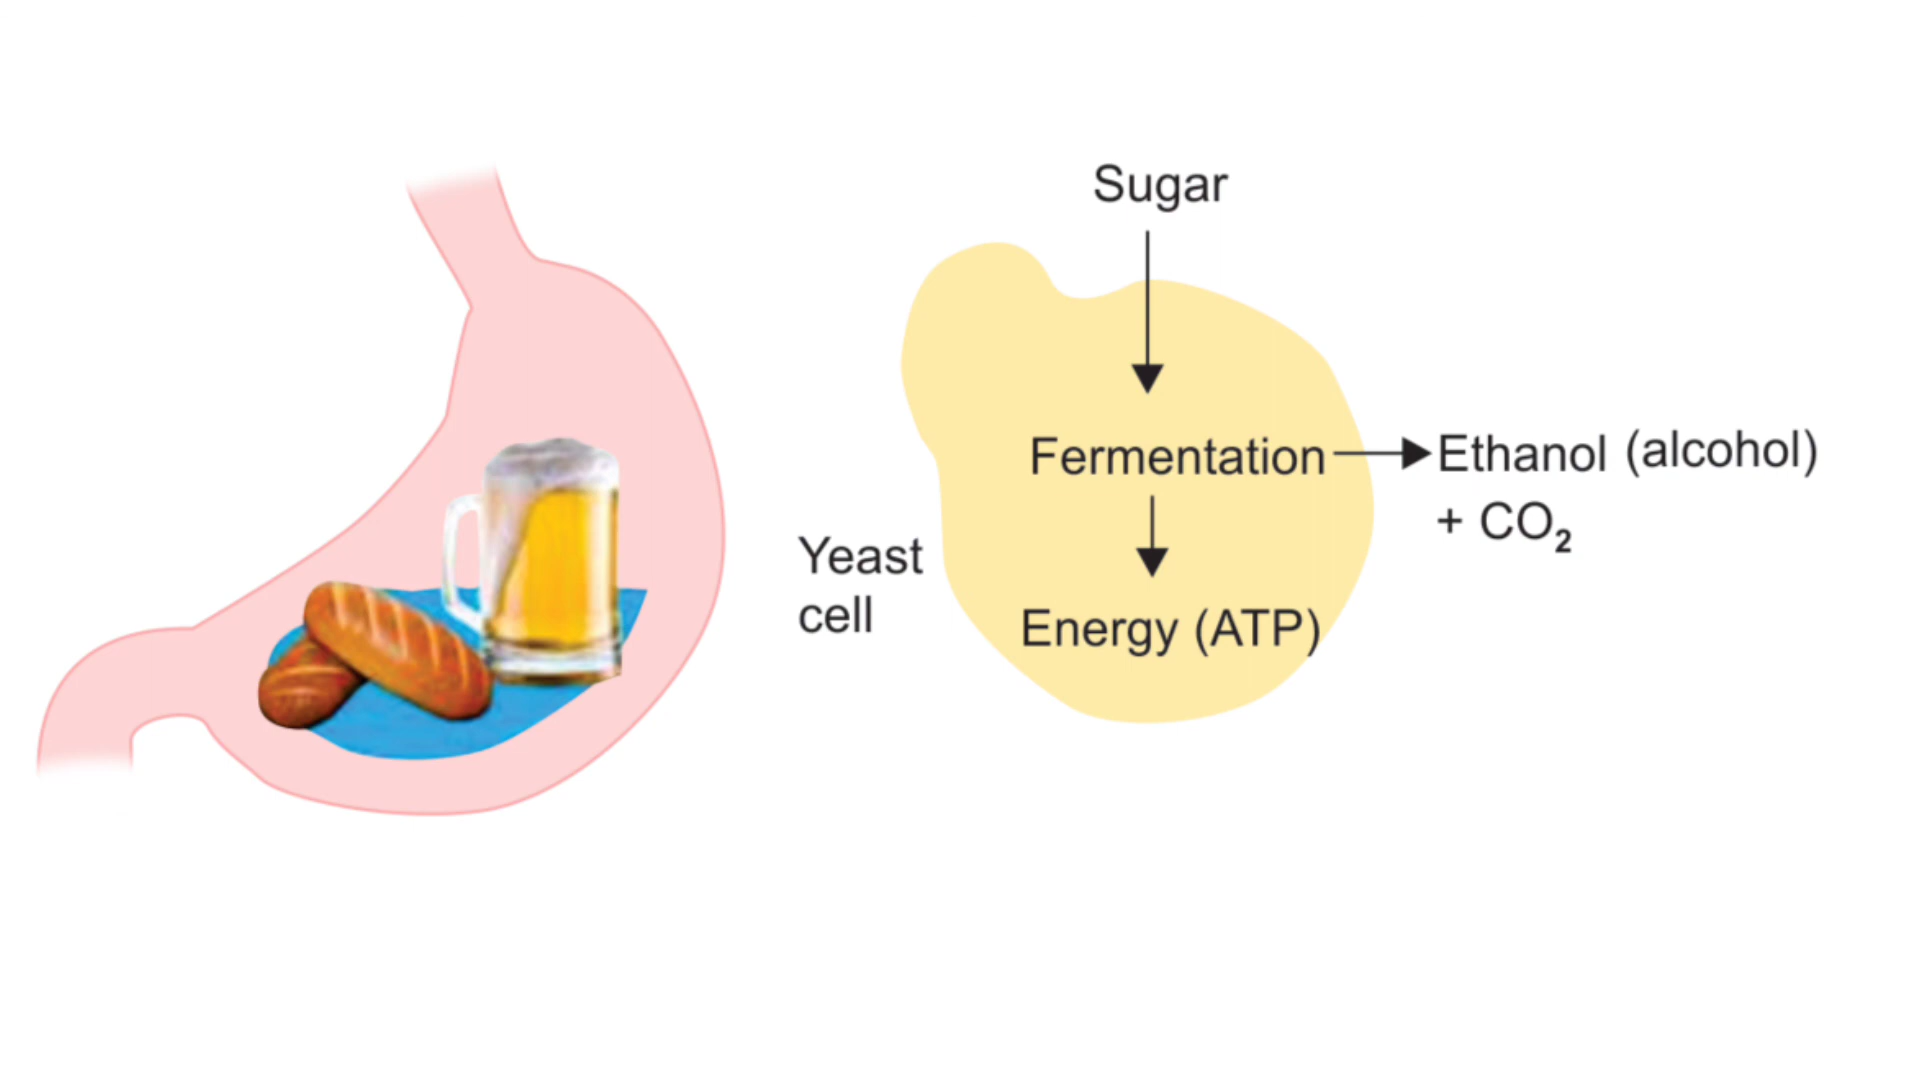 Sugar
Fermentation
Ethanol (alcohol)
+ CO₂
Energy (ATP)
Yeast
cell